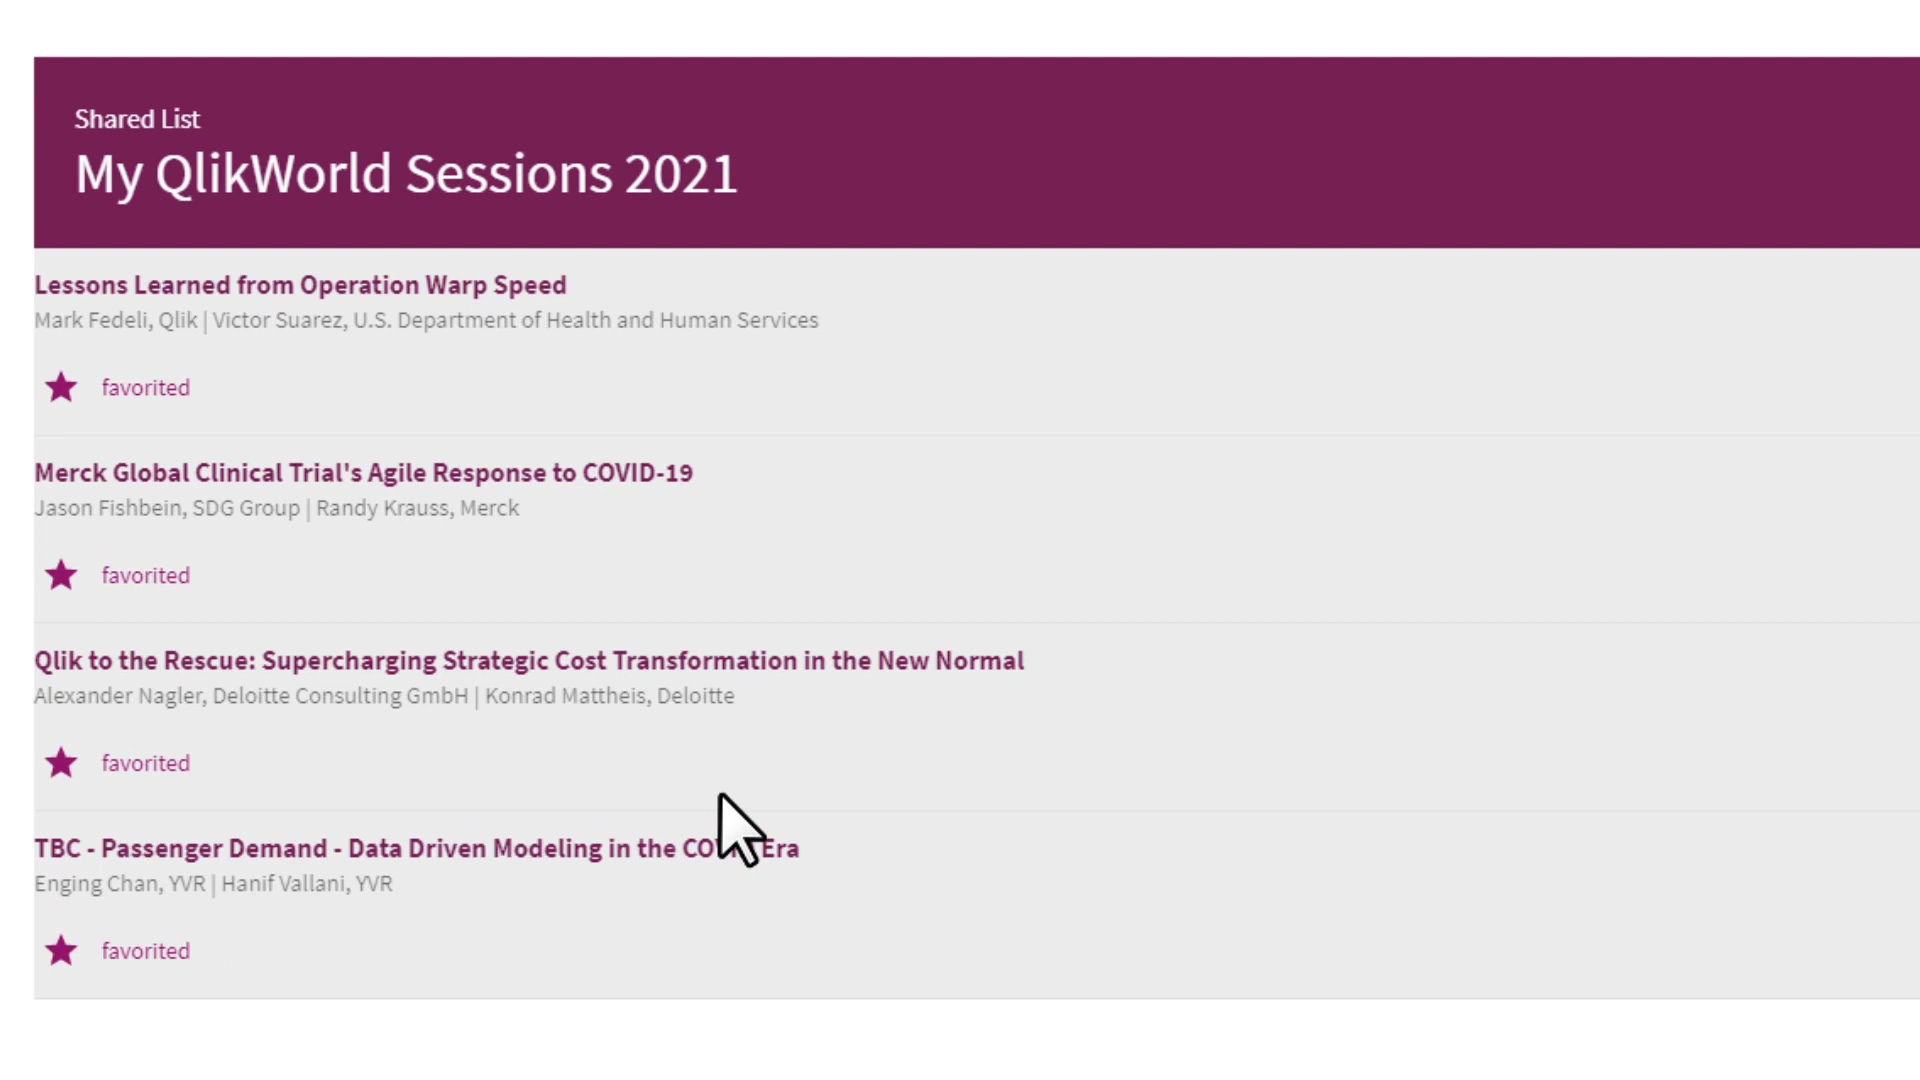 Shared List
My QlikWorld Sessions 2021
Lessons Learned from Operation Warp Speed
Mark Fedeli, Qlik | Victor Suarez, U.S. Department of Health and Human Services
favorited
Merck Global Clinical Trial's Agile Response to COVID-19
Jason Fishbein, SDG Group | Randy Krauss, Merck
favorited
Qlik to the Rescue: Supercharging Strategic Cost Transformation in the New Normal
Alexander Nagler, Deloitte Consulting GmbH | Konrad Mattheis, Deloitte
favorited
TBC - Passenger Demand - Data Driven Modeling in the Era
Enging Chan, YVR | Hanif Vallani, YVR
favorited